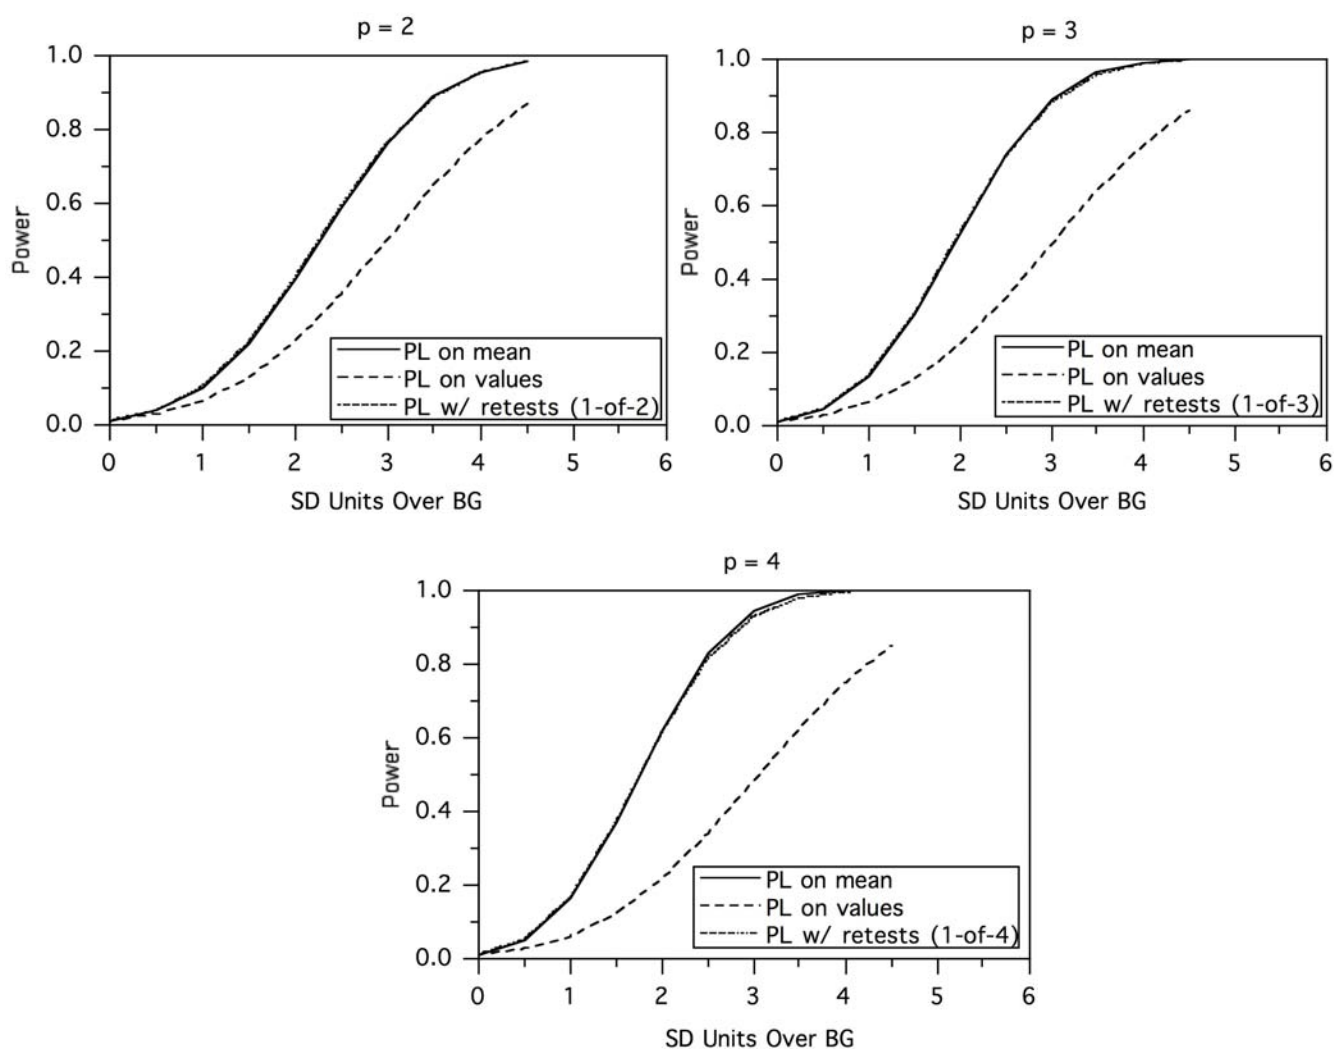 p = 2
1.0
0.8
0.6
0.4
0.2
0.0
Power
PL on mean
PL on values
PL w/ retests (1-of-2)
0 1 2 3 4 5 6
SD Units Over BG
p = 3
1.0
0.8
0.6
0.4
0.2
0.0
Power
PL on mean
PL on values
PL w/ retests (1-of-3)
0 1 2 3 4 5 6
SD Units Over BG
p = 4
1.0
0.8
0.6
0.4
0.2
0.0
Power
PL on mean
PL on values
PL w/ retests (1-of-4)
0 1 2 3 4 5 6
SD Units Over BG